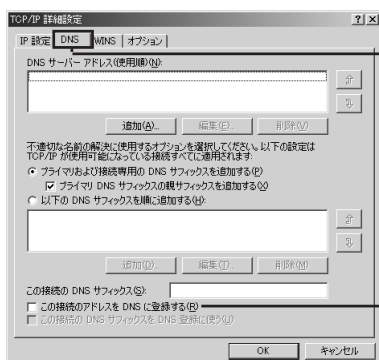 TCP/IP 詳細設定
IP 設定 DNS WINS オプション
DNS サーバー アドレス(使用順)(N):
追加(A)... 編集(E)... 削除(V)
不適切な名前の解決に使用するオプションを選択してください。以下の設定は
TCP/IP が使用可能になっている接続すべてに適用されます:
プライマリおよび接続専用の DNS サフィックスを追加する(P)
プライマリ DNS サフィックスの親サフィックスを追加する(X)
以下の DNS サフィックスを順に追加する(H):
追加(D)... 編集(T)... 削除(M)
この接続の DNS サフィックス(S):
この接続のアドレスを DNS に登録する(R)
この接続の DNS サフィックスを DNS 登録に使う(U)
OK キャンセル